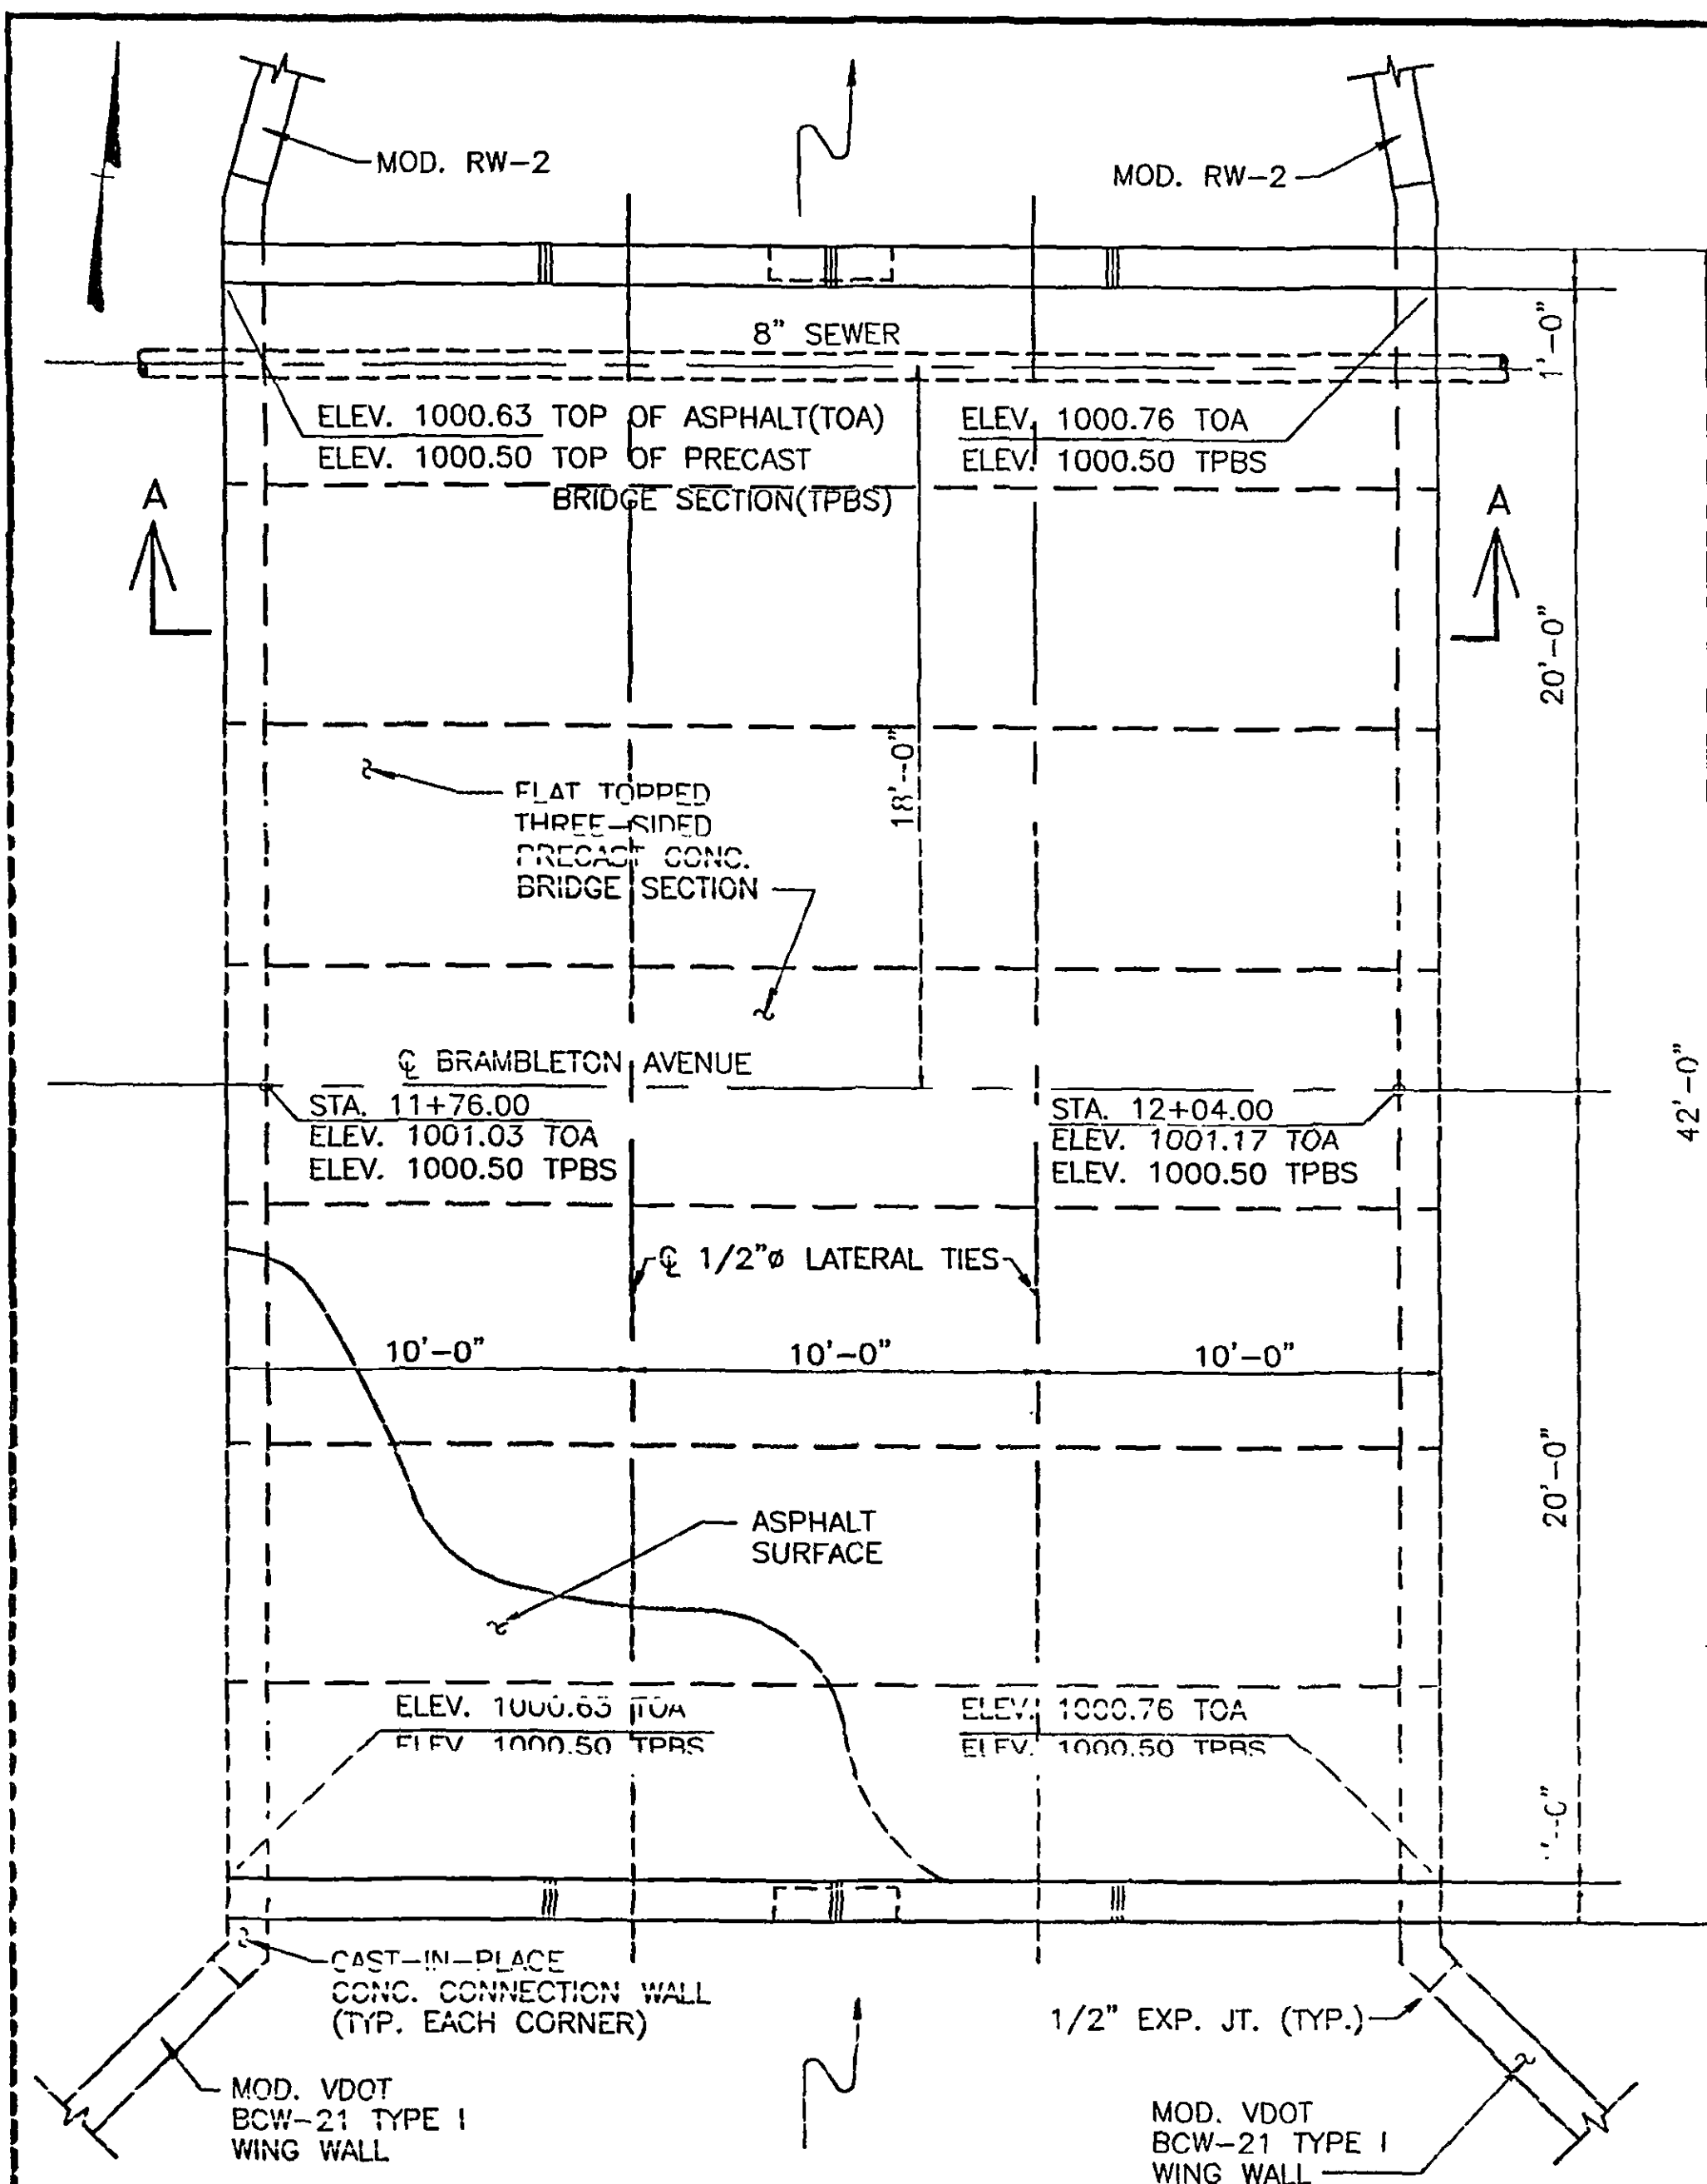 MOD. RW-2
MOD. RW-2
8" SEWER
1'-0"
ELEV. 1000.63 TOP OF ASPHALT(TOA)
ELEV. 1000.50 TOP OF PRECAST
BRIDGE SECTION(TPBS)
ELEV. 1000.76 TOA
ELEV. 1000.50 TPBS
A
A
20'-0"
18'-0"
FLAT TOPPED
THREE-SIDED
PRECAST CONC.
BRIDGE SECTION
℄ BRAMBLETON AVENUE
STA. 11+76.00
ELEV. 1001.03 TOA
ELEV. 1000.50 TPBS
STA. 12+04.00
ELEV. 1001.17 TOA
ELEV. 1000.50 TPBS
42'-0"
℄ 1/2"ø LATERAL TIES
10'-0"
10'-0"
10'-0"
20'-0"
ASPHALT
SURFACE
ELEV. 1000.63 TOA
ELEV. 1000.50 TPBS
ELEV. 1000.76 TOA
ELEV. 1000.50 TPBS
1'-0"
CAST-IN-PLACE
CONC. CONNECTION WALL
(TYP. EACH CORNER)
1/2" EXP. JT. (TYP.)
MOD. VDOT
BCW-21 TYPE I
WING WALL
MOD. VDOT
BCW-21 TYPE I
WING WALL